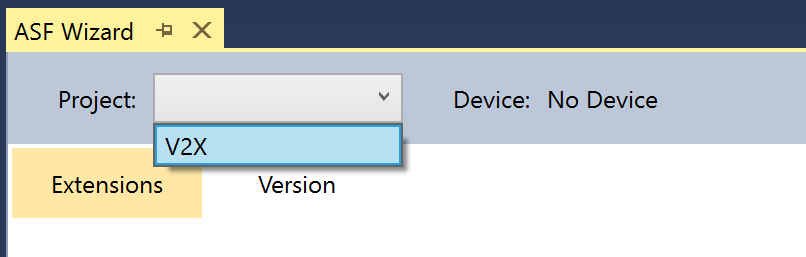 ASF Wizard
Project: Device: No Device
V2X
Extensions Version